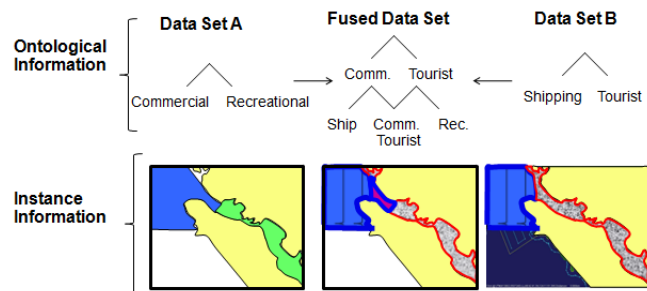 Data Set A
Fused Data Set
Data Set B
Ontological
Information
Comm. Tourist
Commercial Recreational
Shipping Tourist
Ship Comm. Rec.
Tourist
Instance
Information